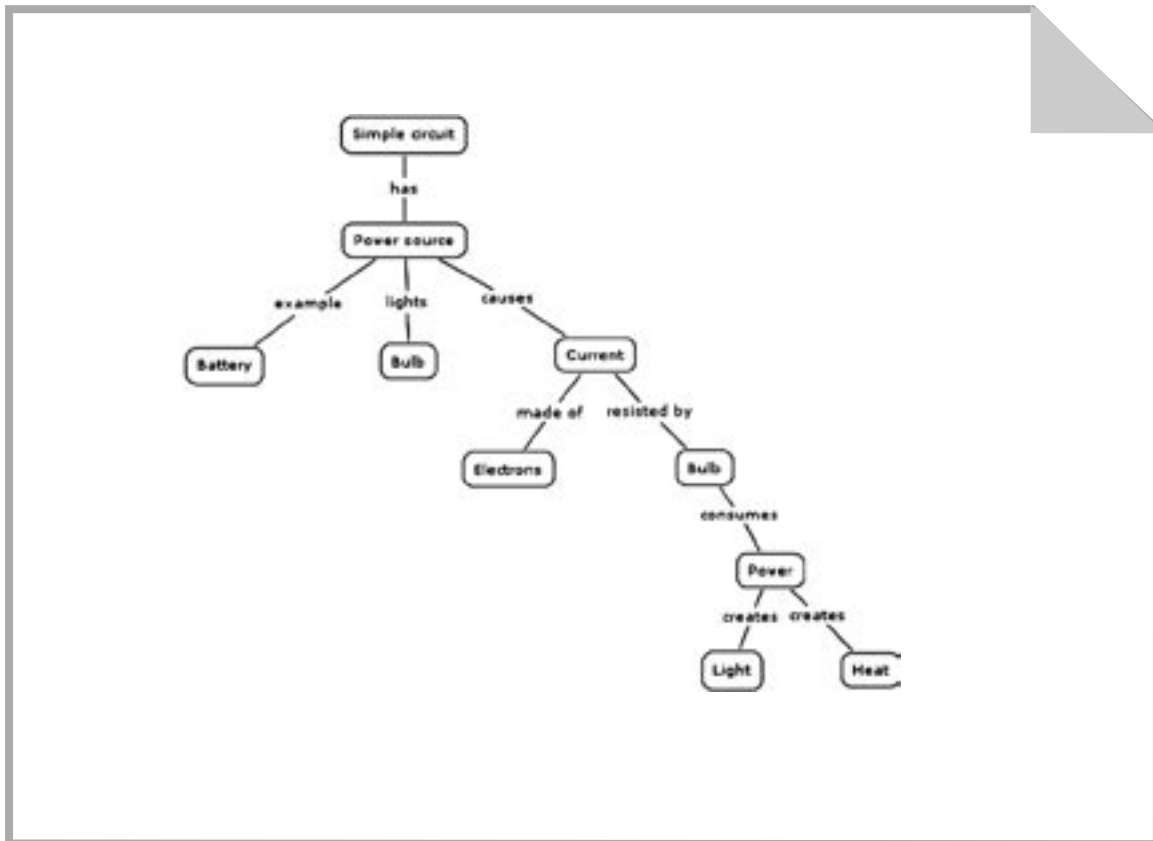 Simple circuit
has
Power source
example lights causes
Battery Bulb Current
made of resisted by
Electrons Bulb
consumes
Power
creates creates
Light Heat